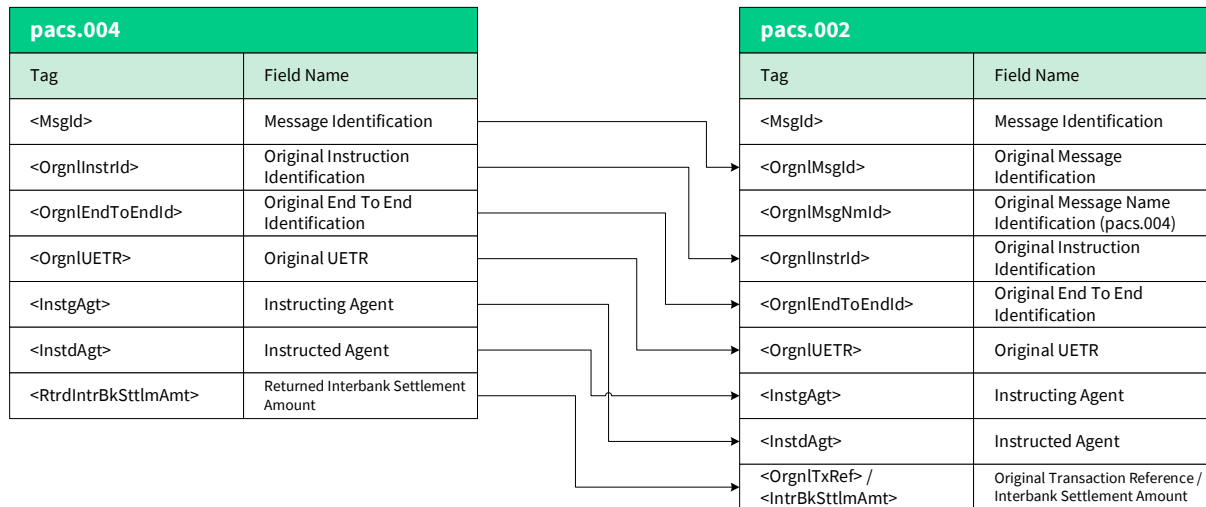 pacs.004
Tag Field Name
<MsgId> Message Identification
<OrgnlInstrId> Original Instruction
Identification
<OrgnlEndToEndId> Original End To End
Identification
<OrgnlUETR> Original UETR
<InstgAgt> Instructing Agent
<InstdAgt> Instructed Agent
<RtrdIntrBkSttlmAmt> Returned Interbank Settlement
Amount
pacs.002
Tag Field Name
<MsgId> Message Identification
<OrgnlMsgId> Original Message
Identification
<OrgnlMsgNmId> Original Message Name
Identification (pacs.004)
<OrgnlInstrId> Original Instruction
Identification
<OrgnlEndToEndId> Original End To End
Identification
<OrgnlUETR> Original UETR
<InstgAgt> Instructing Agent
<InstdAgt> Instructed Agent
<OrgnlTxRef> / Original Transaction Reference /
<IntrBkSttlmAmt> Interbank Settlement Amount